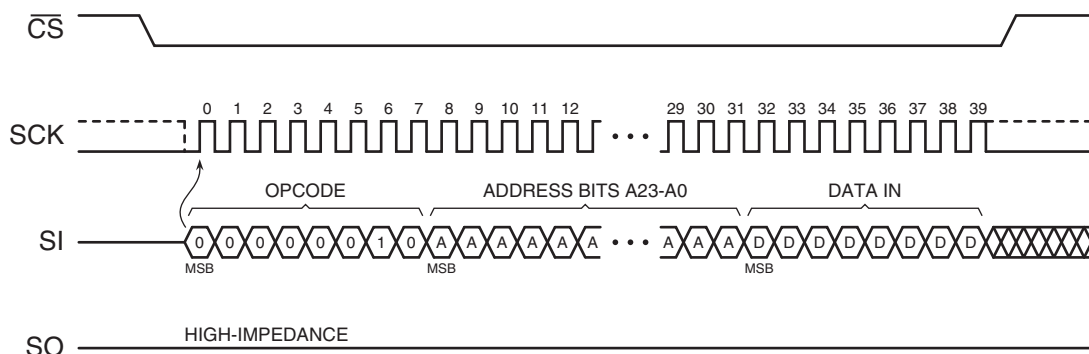 CS
SCK
0 1 2 3 4 5 6 7 8 9 10 11 12 29 30 31 32 33 34 35 36 37 38 39
OPCODE ADDRESS BITS A23-A0 DATA IN
SI
0 0 0 0 0 0 1 0 A A A A A A A A A D D D D D D D D
MSB MSB MSB
HIGH-IMPEDANCE
SO